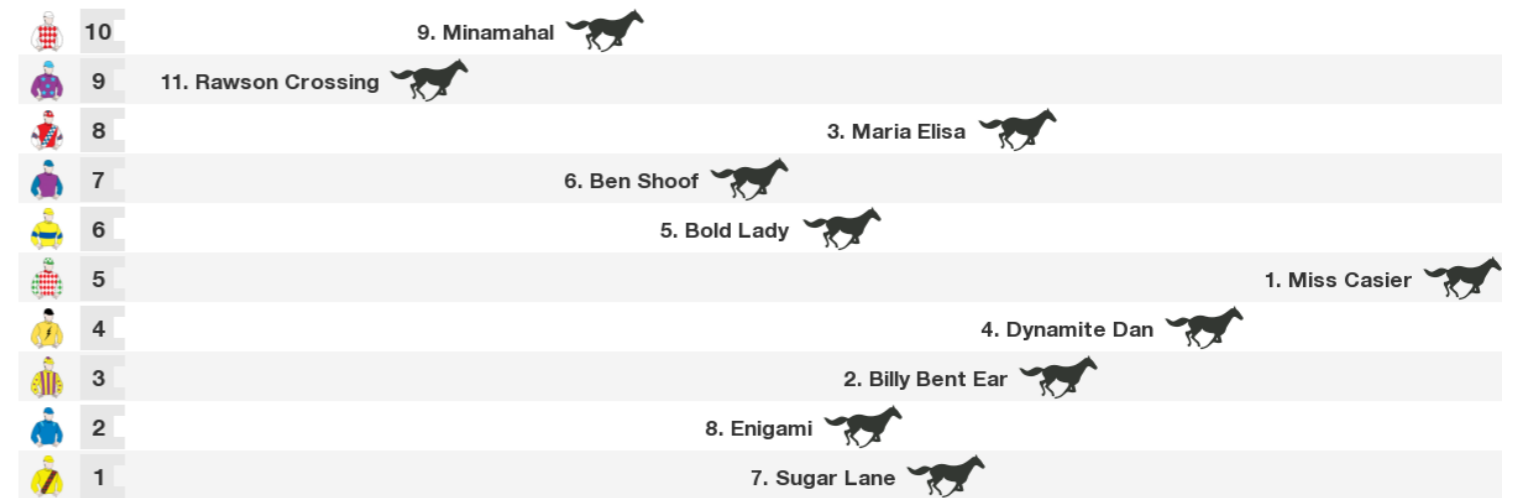 10 9. Minamahal
9 11. Rawson Crossing
8 3. Maria Elisa
7 6. Ben Shoof
6 5. Bold Lady
5 1. Miss Casier
4 4. Dynamite Dan
3 2. Billy Bent Ear
2 8. Enigami
1 7. Sugar Lane